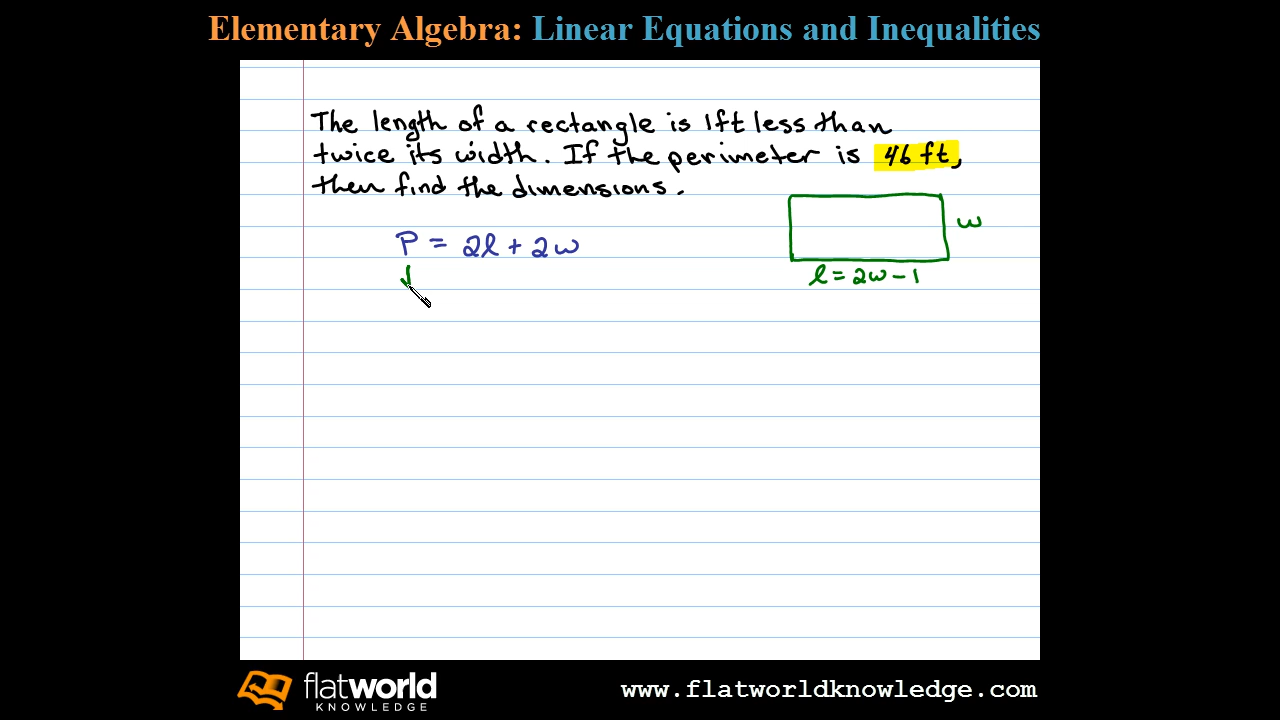 Elementary Algebra: Linear Equations and Inequalities
The length of a rectangle is 1ft less than
twice its width. If the perimeter is 46 ft,
then find the dimensions.
P = 2l + 2w
w
l = 2w - 1
flatworld
KNOWLEDGE
www.flatworldknowledge.com